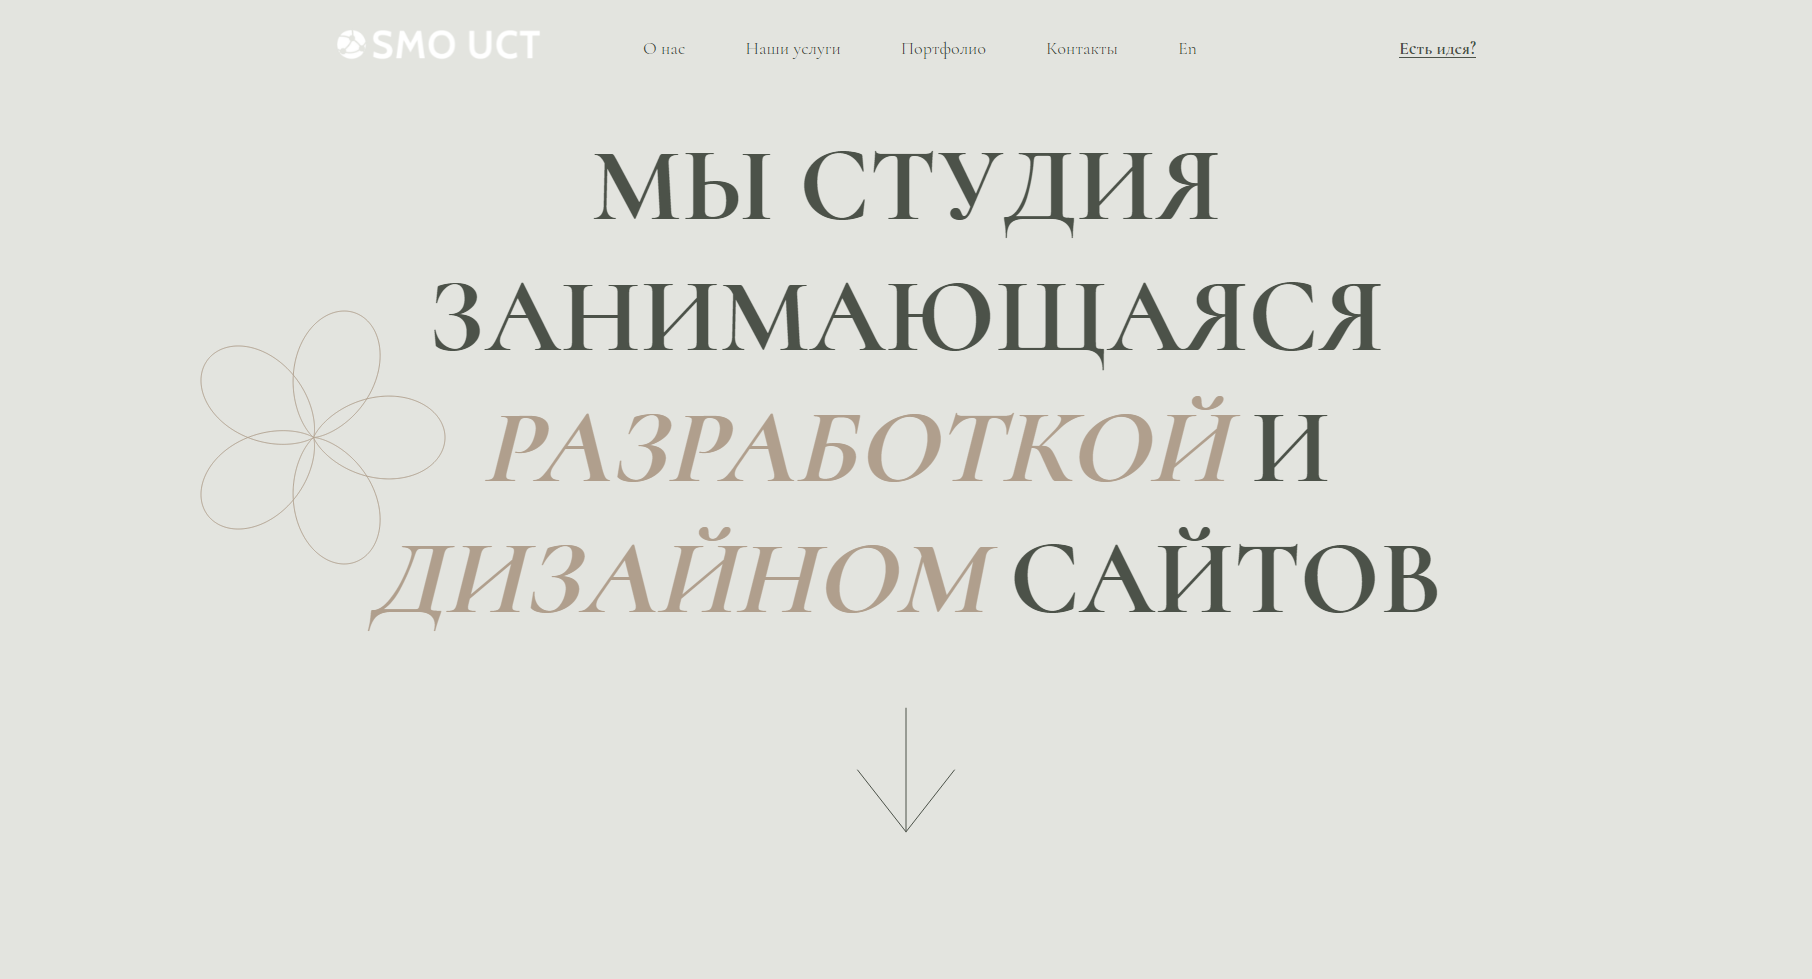 SMO UCT
О нас
Наши услуги
Портфолио
Контакты
En
Есть идея?
МЫ СТУДИЯ
ЗАНИМАЮЩАЯСЯ
РАЗРАБОТКОЙ И
ДИЗАЙНОМ САЙТОВ